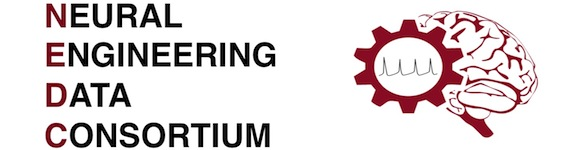 NEURAL
ENGINEERING
DATA
CONSORTIUM